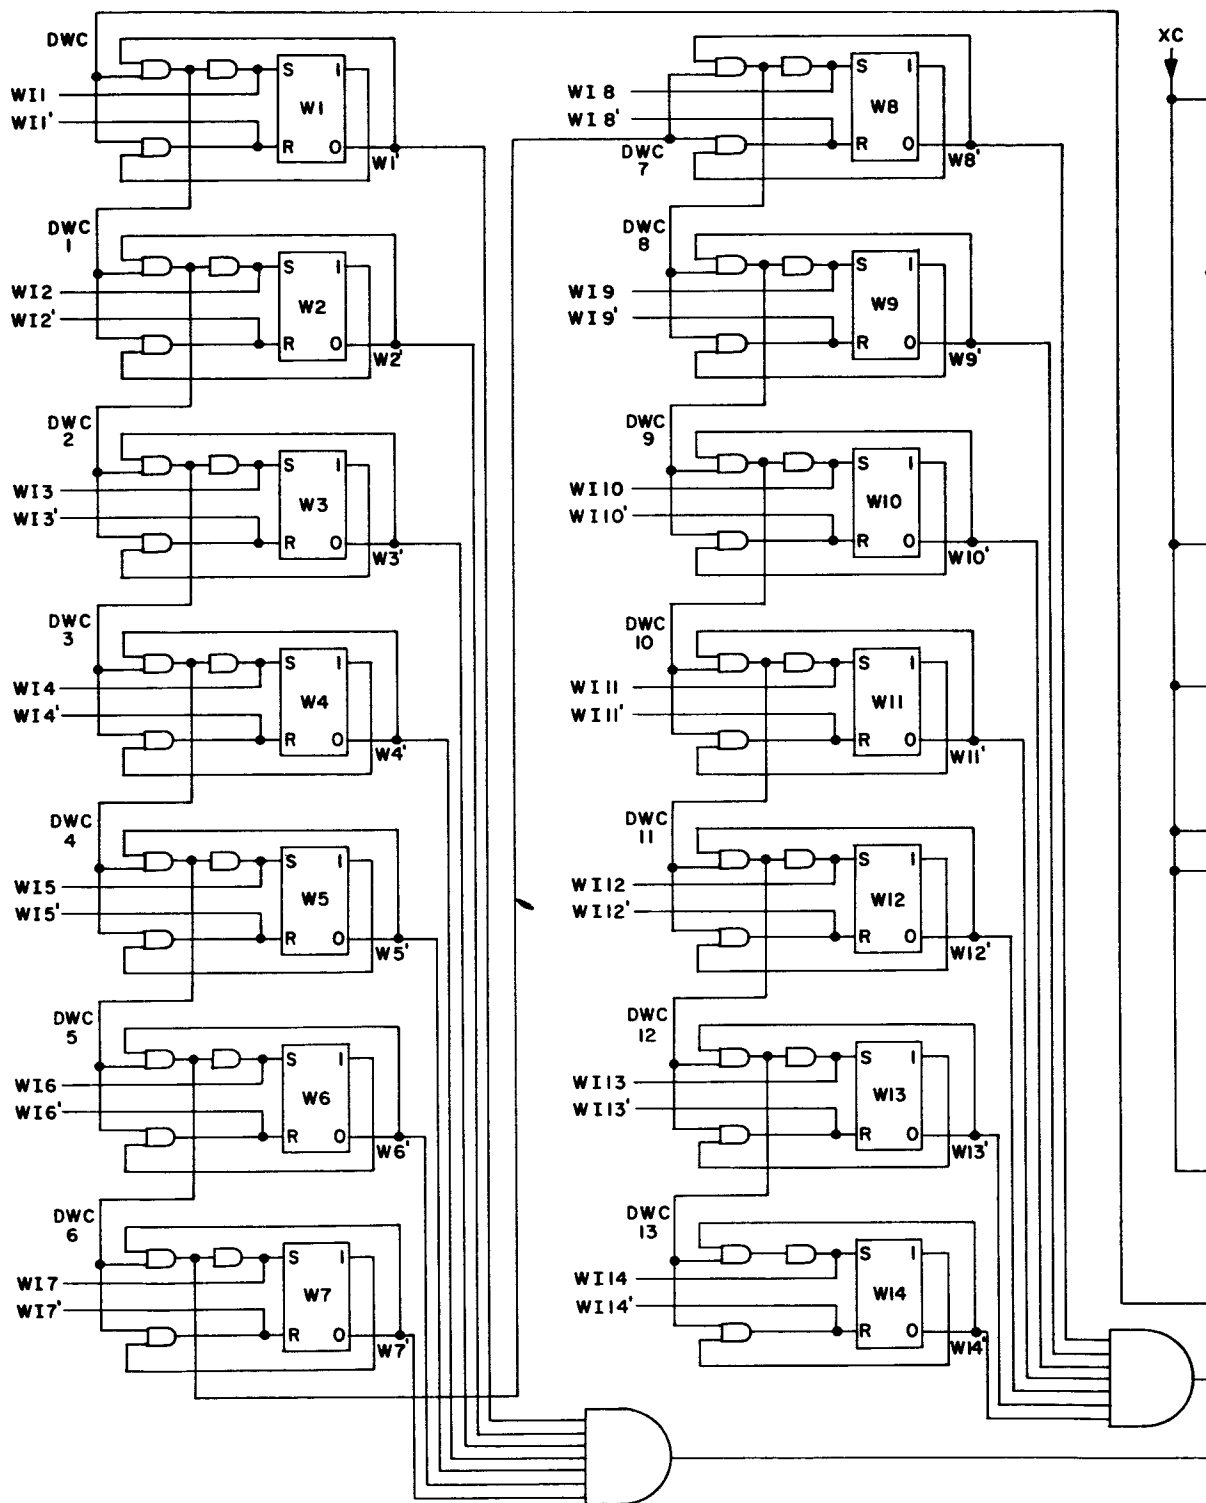 DWC
WI1
WI1'
S 1
W1
R 0
W1'
DWC
1
WI2
WI2'
S 1
W2
R 0
W2'
DWC
2
WI3
WI3'
S 1
W3
R 0
W3'
DWC
3
WI4
WI4'
S 1
W4
R 0
W4'
DWC
4
WI5
WI5'
S 1
W5
R 0
W5'
DWC
5
WI6
WI6'
S 1
W6
R 0
W6'
DWC
6
WI7
WI7'
S 1
W7
R 0
W7'
WI8
WI8'
DWC
7
S 1
W8
R 0
W8'
DWC
8
WI9
WI9'
S 1
W9
R 0
W9'
DWC
9
WI10
WI10'
S 1
W10
R 0
W10'
DWC
10
WI11
WI11'
S 1
W11
R 0
W11'
DWC
11
WI12
WI12'
S 1
W12
R 0
W12'
DWC
12
WI13
WI13'
S 1
W13
R 0
W13'
DWC
13
WI14
WI14'
S 1
W14
R 0
W14'
XC